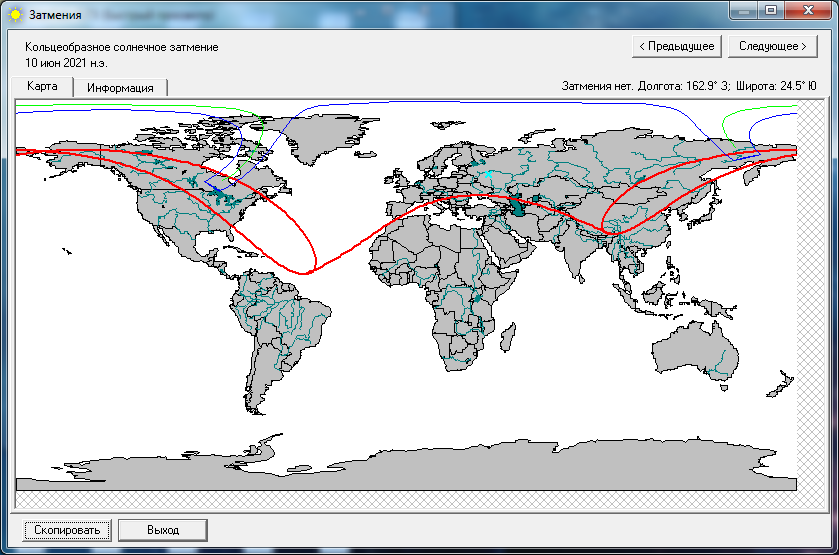 Затмения
Кольцеобразное солнечное затмение
10 июн 2021 н.э.
< Предыдущее
Следующее >
Карта
Информация
Затмения нет. Долгота: 162.9° З; Широта: 24.5° Ю
Скопировать
Выход